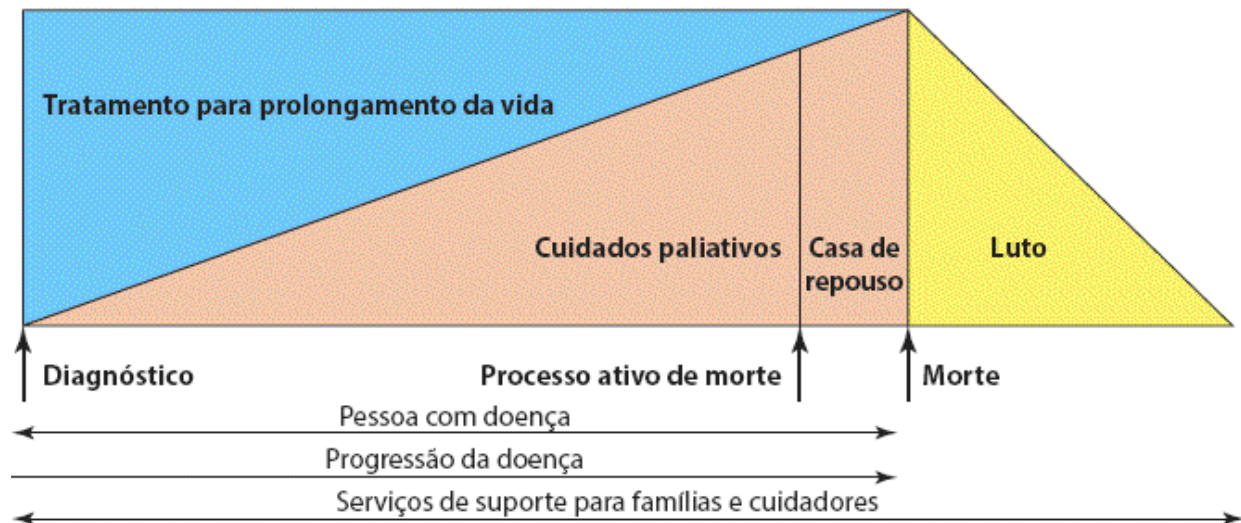 Tratamento para prolongamento da vida
Cuidados paliativos
Casa de
repouso
Luto
Diagnóstico
Processo ativo de morte
Morte
Pessoa com doença
Progressão da doença
Serviços de suporte para famílias e cuidadores